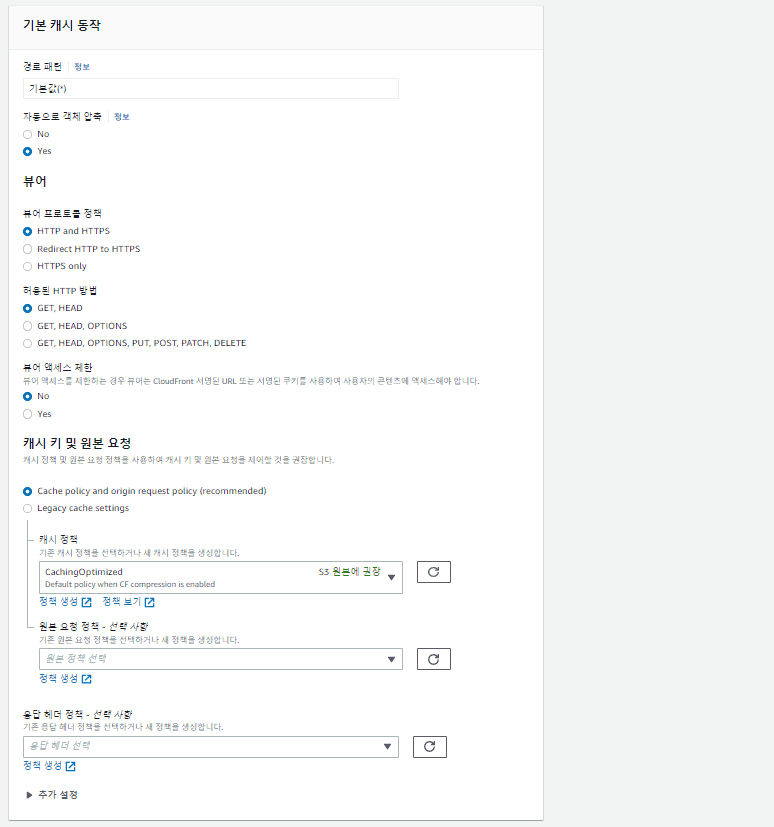 기본 캐시 동작
경로 패턴 정보
기본값(*)
자동으로 객체 압축 정보
No
Yes
뷰어
뷰어 프로토콜 정책
HTTP and HTTPS
Redirect HTTP to HTTPS
HTTPS only
허용된 HTTP 방법
GET, HEAD
GET, HEAD, OPTIONS
GET, HEAD, OPTIONS, PUT, POST, PATCH, DELETE
뷰어 액세스 제한
뷰어 액세스를 제한하는 경우 뷰어는 CloudFront 서명된 URL 또는 서명된 쿠키를 사용하여 사용자의 콘텐츠에 액세스해야 합니다.
No
Yes
캐시 키 및 원본 요청
캐시 정책 및 원본 요청 정책을 사용하여 캐시 키 및 원본 요청을 제어할 것을 권장합니다.
Cache policy and origin request policy (recommended)
Legacy cache settings
캐시 정책
기존 캐시 정책을 선택하거나 새 캐시 정책을 생성합니다.
CachingOptimized S3 원본에 권장
Default policy when CF compression is enabled
정책 생성 정책 보기
원본 요청 정책 - 선택 사항
기존 원본 요청 정책을 선택하거나 새 정책을 생성합니다.
원본 정책 선택
정책 생성
응답 헤더 정책 - 선택 사항
기존 응답 헤더 정책을 선택하거나 새 정책을 생성합니다.
응답 헤더 선택
정책 생성
추가 설정